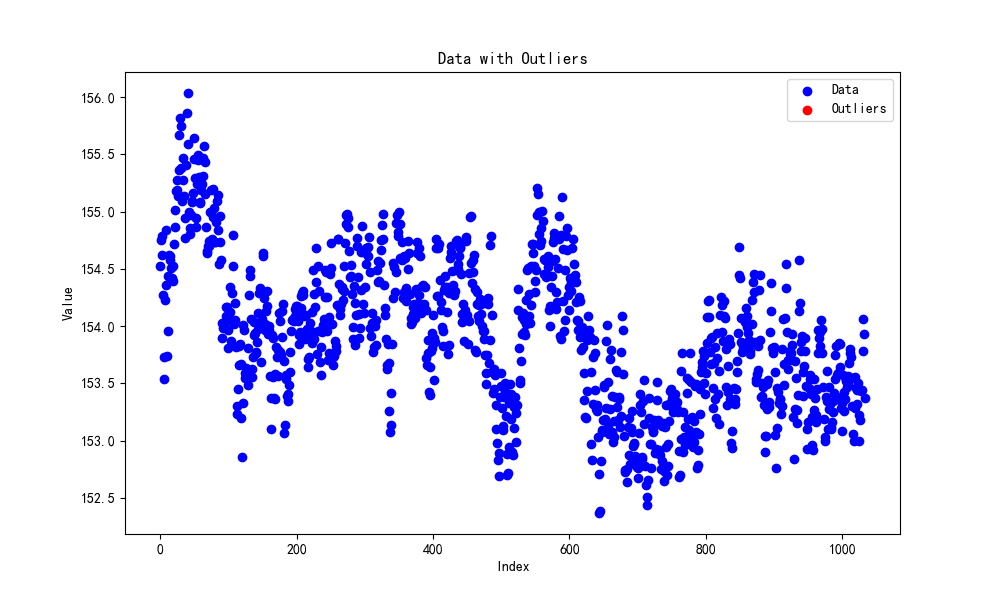 Data with Outliers
Data
Outliers
156.0
155.5
155.0
154.5
154.0
153.5
153.0
152.5
Value
0 200 400 600 800 1000
Index